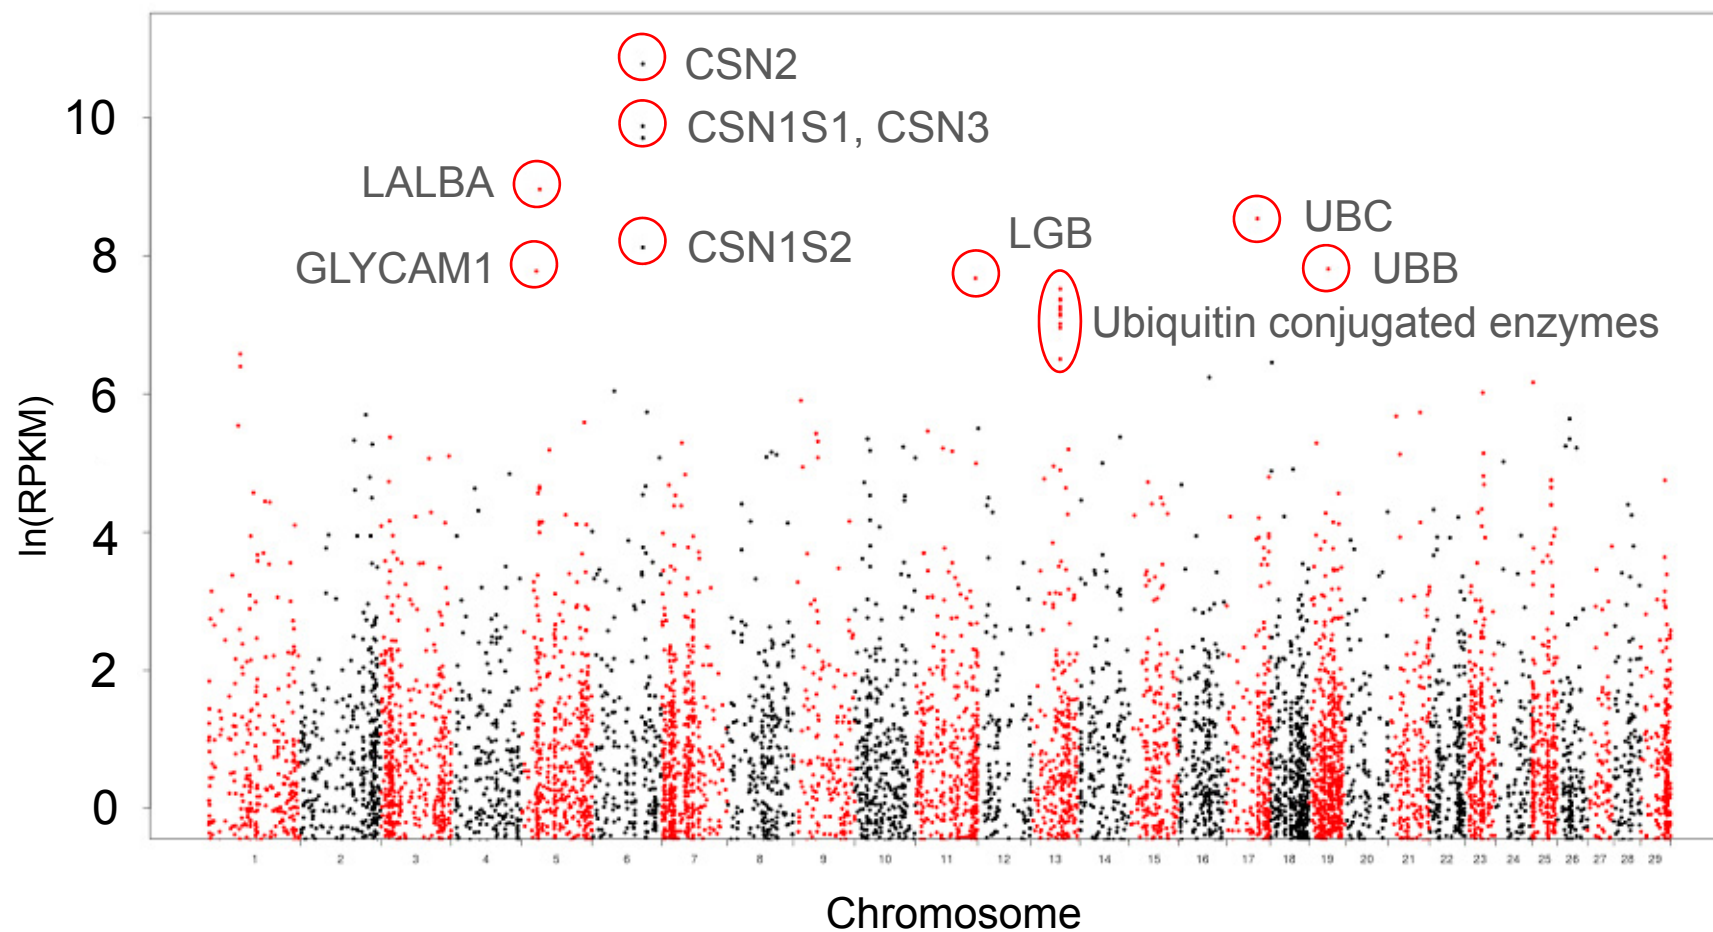 CSN2
10
CSN1S1, CSN3
LALBA
UBC
LGB
8
CSN1S2
GLYCAM1
UBB
Ubiquitin conjugated enzymes
6
ln(RPKM)
4
2
0
1 2 3 4 5 6 7 8 9 10 11 12 13 14 15 16 17 18 19 20 21 22 23 24 25 26 27 28 29
Chromosome